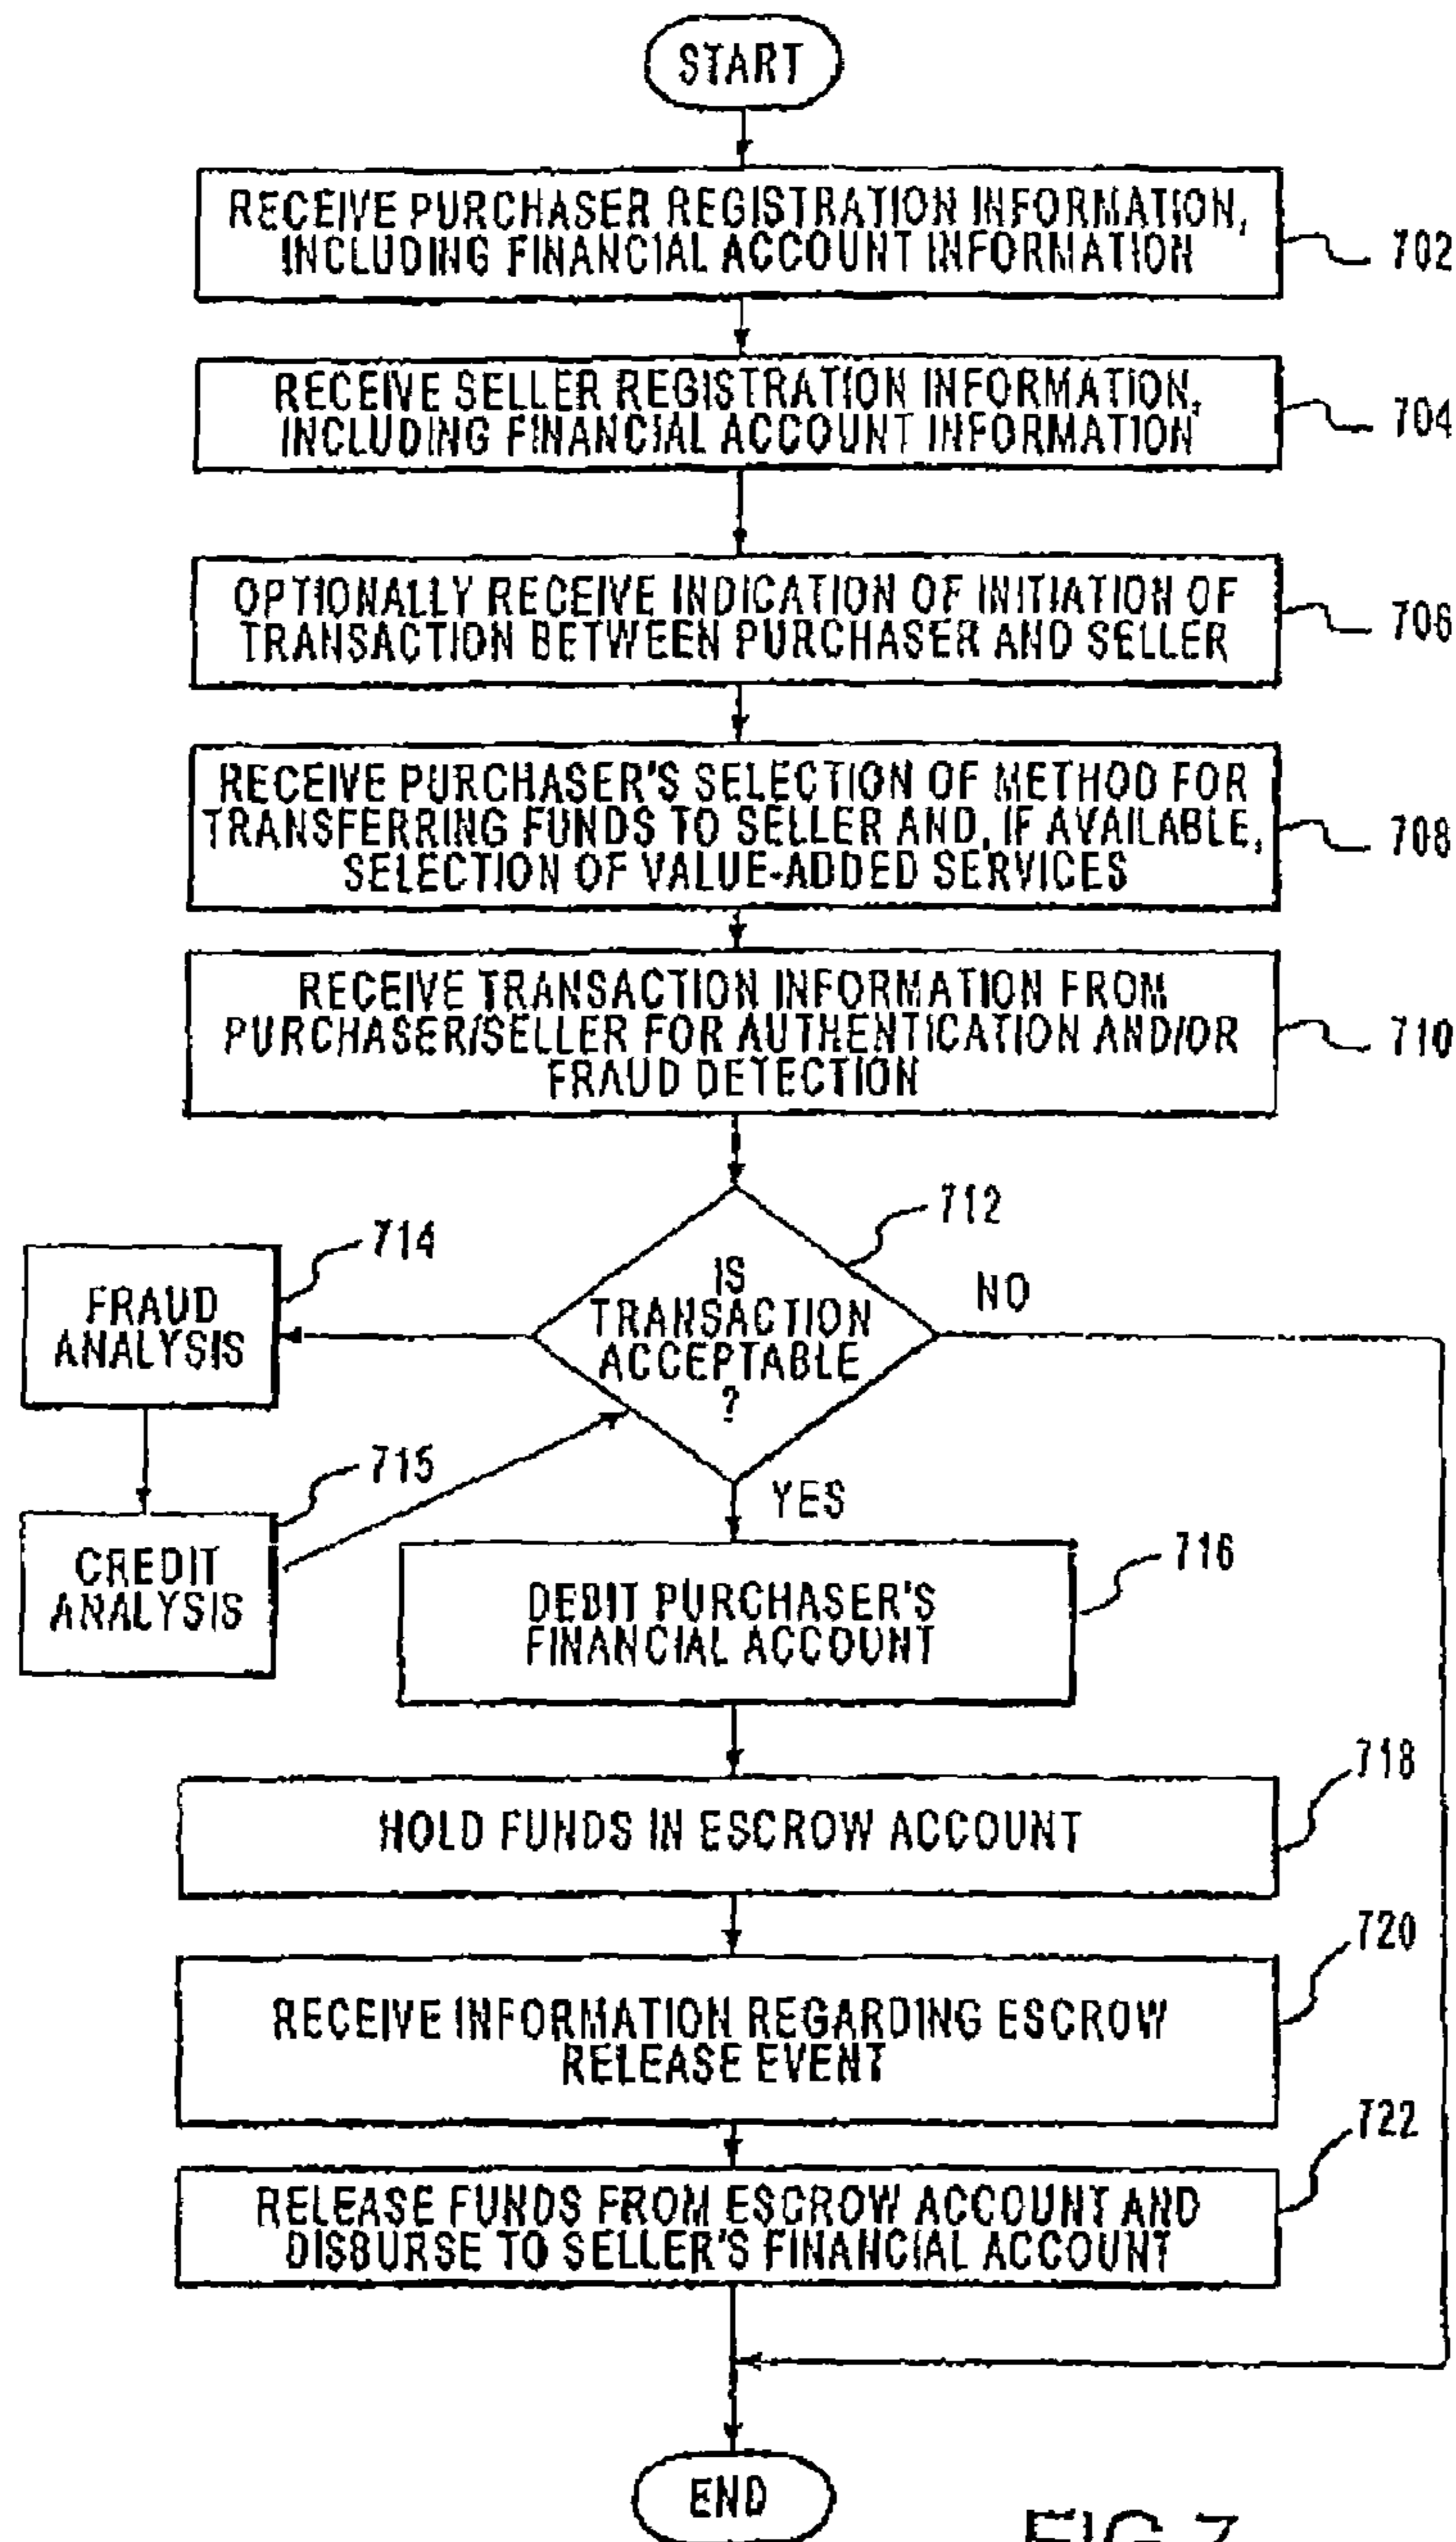 START
RECEIVE PURCHASER REGISTRATION INFORMATION,
INCLUDING FINANCIAL ACCOUNT INFORMATION
702
RECEIVE SELLER REGISTRATION INFORMATION,
INCLUDING FINANCIAL ACCOUNT INFORMATION
704
OPTIONALLY RECEIVE INDICATION OF INITIATION OF
TRANSACTION BETWEEN PURCHASER AND SELLER
706
RECEIVE PURCHASER'S SELECTION OF METHOD FOR
TRANSFERRING FUNDS TO SELLER AND, IF AVAILABLE,
SELECTION OF VALUE-ADDED SERVICES
708
RECEIVE TRANSACTION INFORMATION FROM
PURCHASER/SELLER FOR AUTHENTICATION AND/OR
FRAUD DETECTION
710
712
IS
TRANSACTION
ACCEPTABLE
?
NO
714
FRAUD
ANALYSIS
715
CREDIT
ANALYSIS
YES
716
DEBIT PURCHASER'S
FINANCIAL ACCOUNT
718
HOLD FUNDS IN ESCROW ACCOUNT
720
RECEIVE INFORMATION REGARDING ESCROW
RELEASE EVENT
722
RELEASE FUNDS FROM ESCROW ACCOUNT AND
DISBURSE TO SELLER'S FINANCIAL ACCOUNT
END
FIG.7